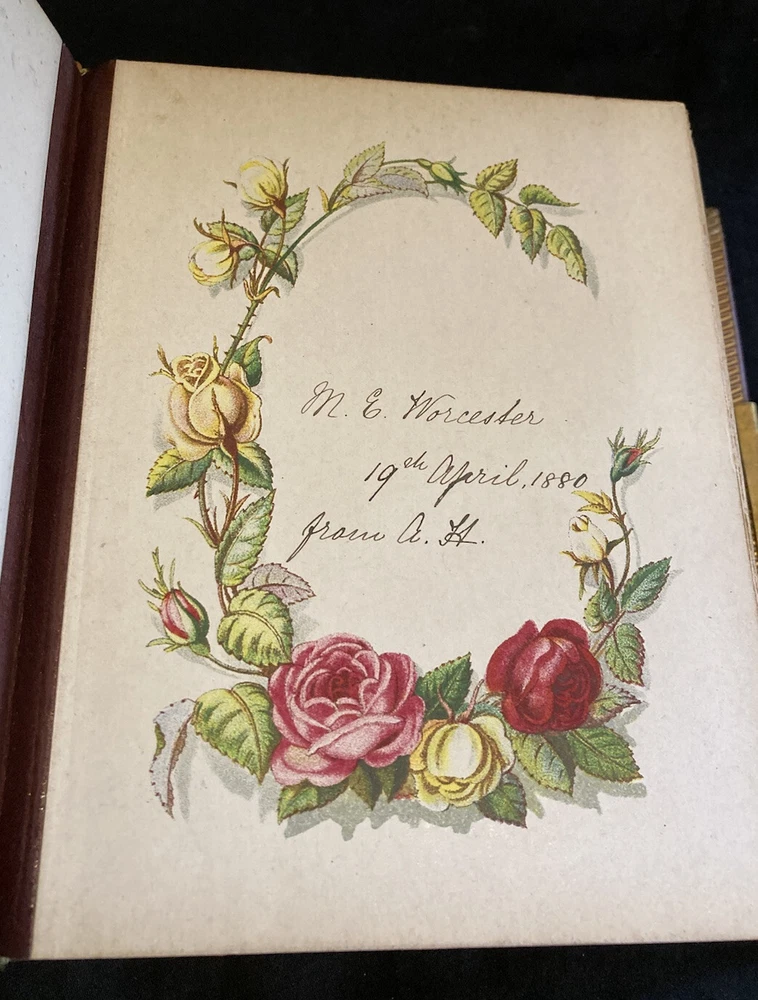 M. E. Worcester
19th April, 1880
from A. H.